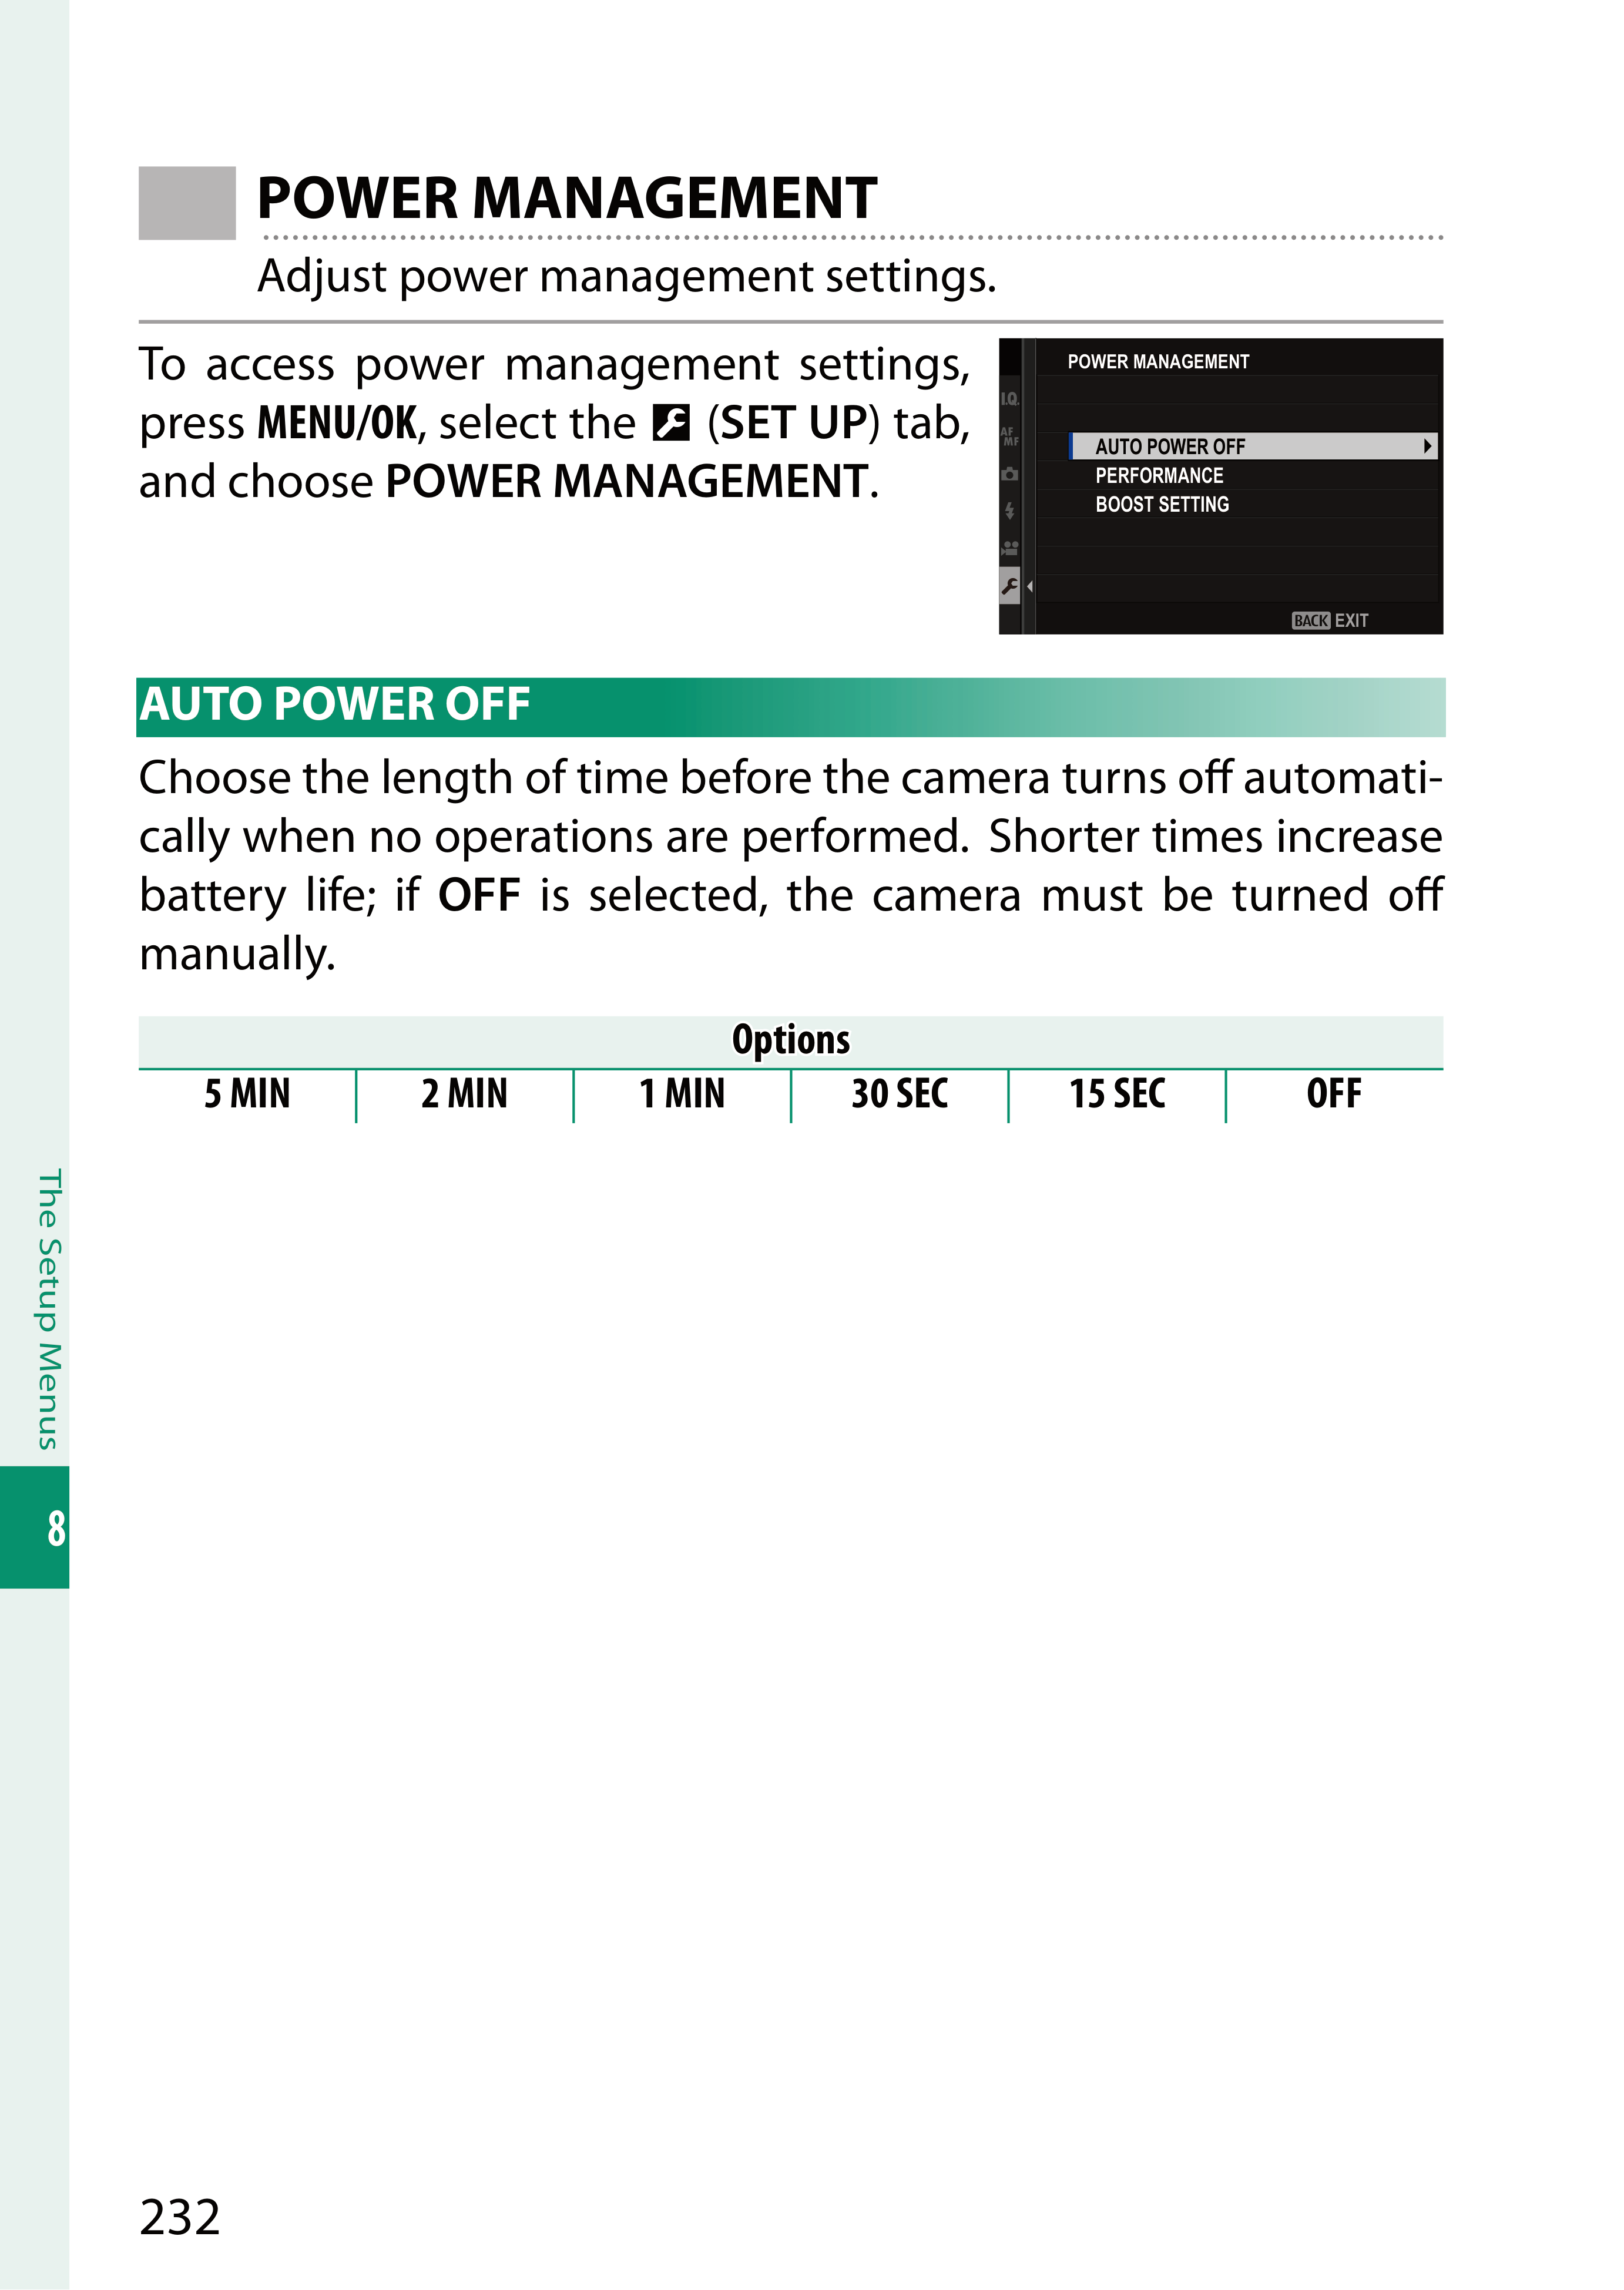 POWER MANAGEMENT
Adjust power management settings.
To access power management settings,
press MENU/OK, select the (SET UP) tab,
and choose POWER MANAGEMENT.
POWER MANAGEMENT
I.Q.
AF
MF
AUTO POWER OFF
PERFORMANCE
BOOST SETTING
BACK EXIT
AUTO POWER OFF
Choose the length of time before the camera turns off automati-
cally when no operations are performed. Shorter times increase
battery life; if OFF is selected, the camera must be turned off
manually.
Options
5 MIN 2 MIN 1 MIN 30 SEC 15 SEC OFF
The Setup Menus
8
232